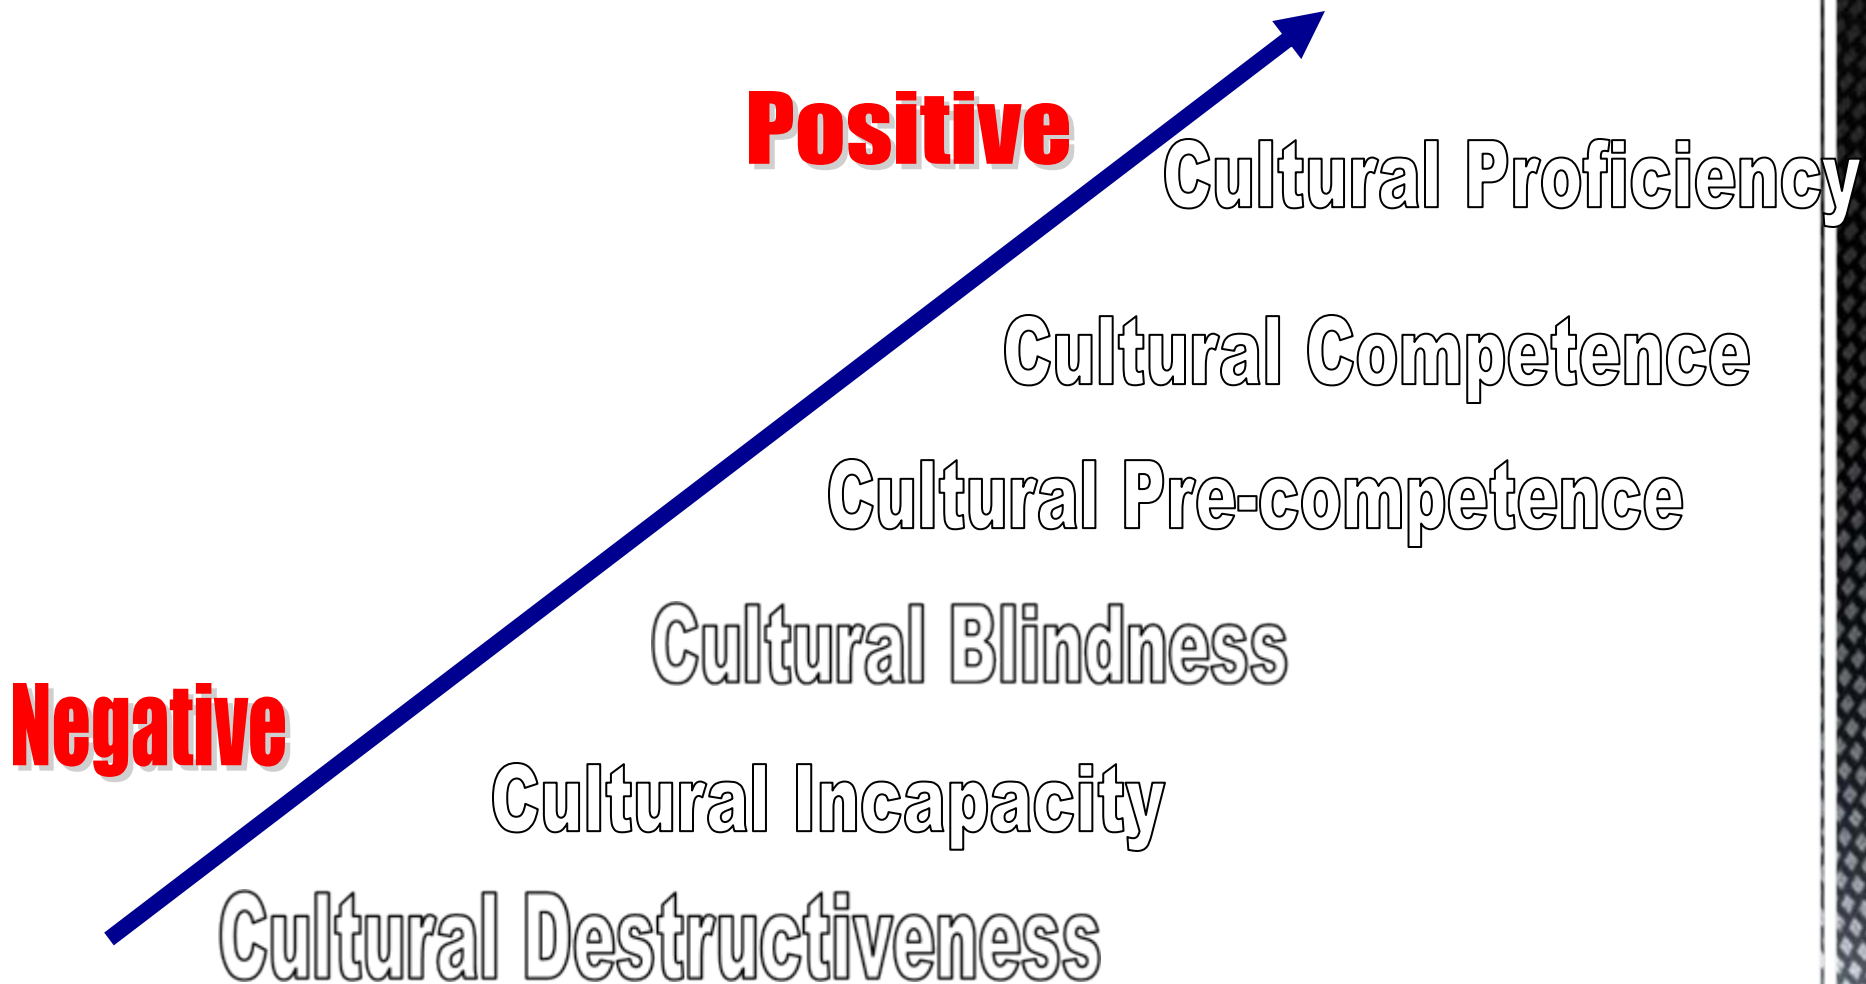 Positive
Cultural Proficiency
Cultural Competence
Cultural Pre-competence
Cultural Blindness
Negative
Cultural Incapacity
Cultural Destructiveness